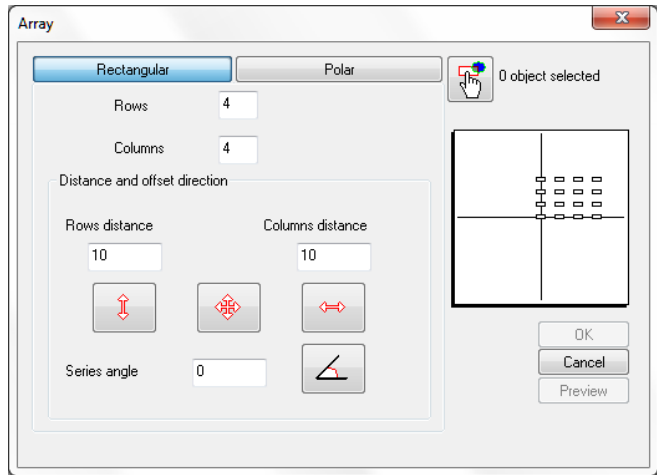 Array
Rectangular Polar
0 object selected
Rows 4
Columns 4
Distance and offset direction
Rows distance Columns distance
10 10
Series angle 0
OK
Cancel
Preview